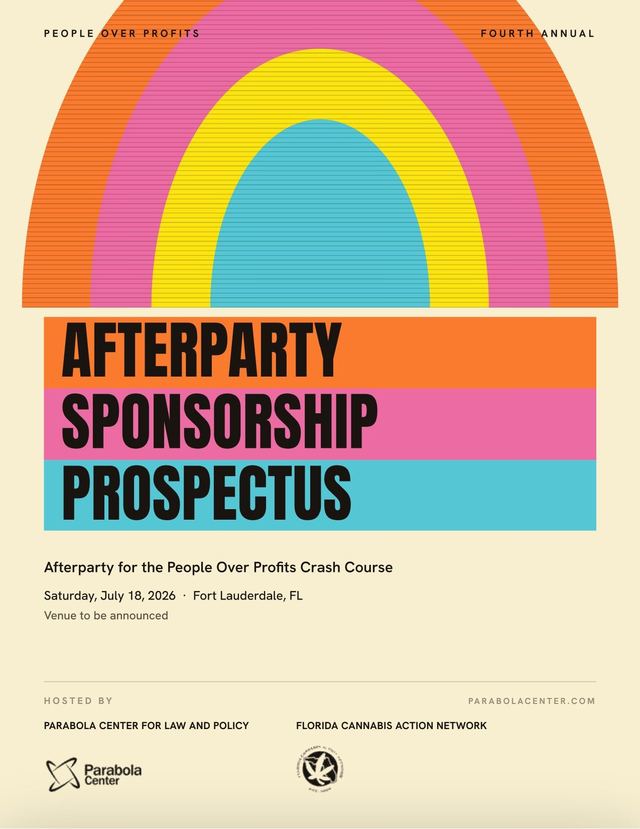 PEOPLE OVER PROFITS
FOURTH ANNUAL
AFTERPARTY
SPONSORSHIP
PROSPECTUS
Afterparty for the People Over Profits Crash Course
Saturday, July 18, 2026 · Fort Lauderdale, FL
Venue to be announced
HOSTED BY
PARABOLACENTER.COM
PARABOLA CENTER FOR LAW AND POLICY
FLORIDA CANNABIS ACTION NETWORK
Parabola
Center